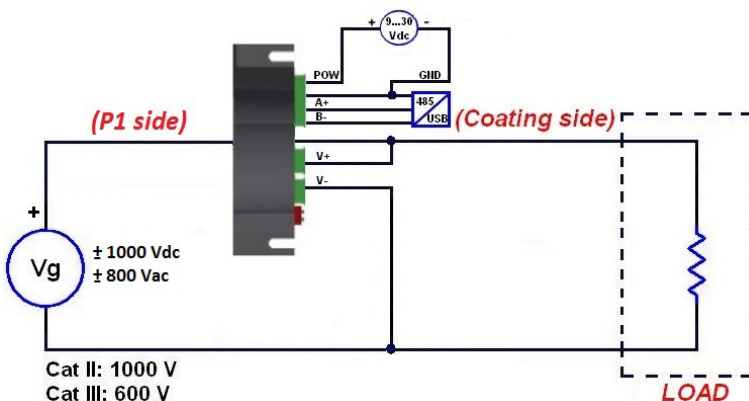 + 9...30 -
Vdc
POW
GND
A+
B-
485
USB
(P1 side)
(Coating side)
V+
V-
+
Vg
± 1000 Vdc
± 800 Vac
Cat II: 1000 V
Cat III: 600 V
LOAD